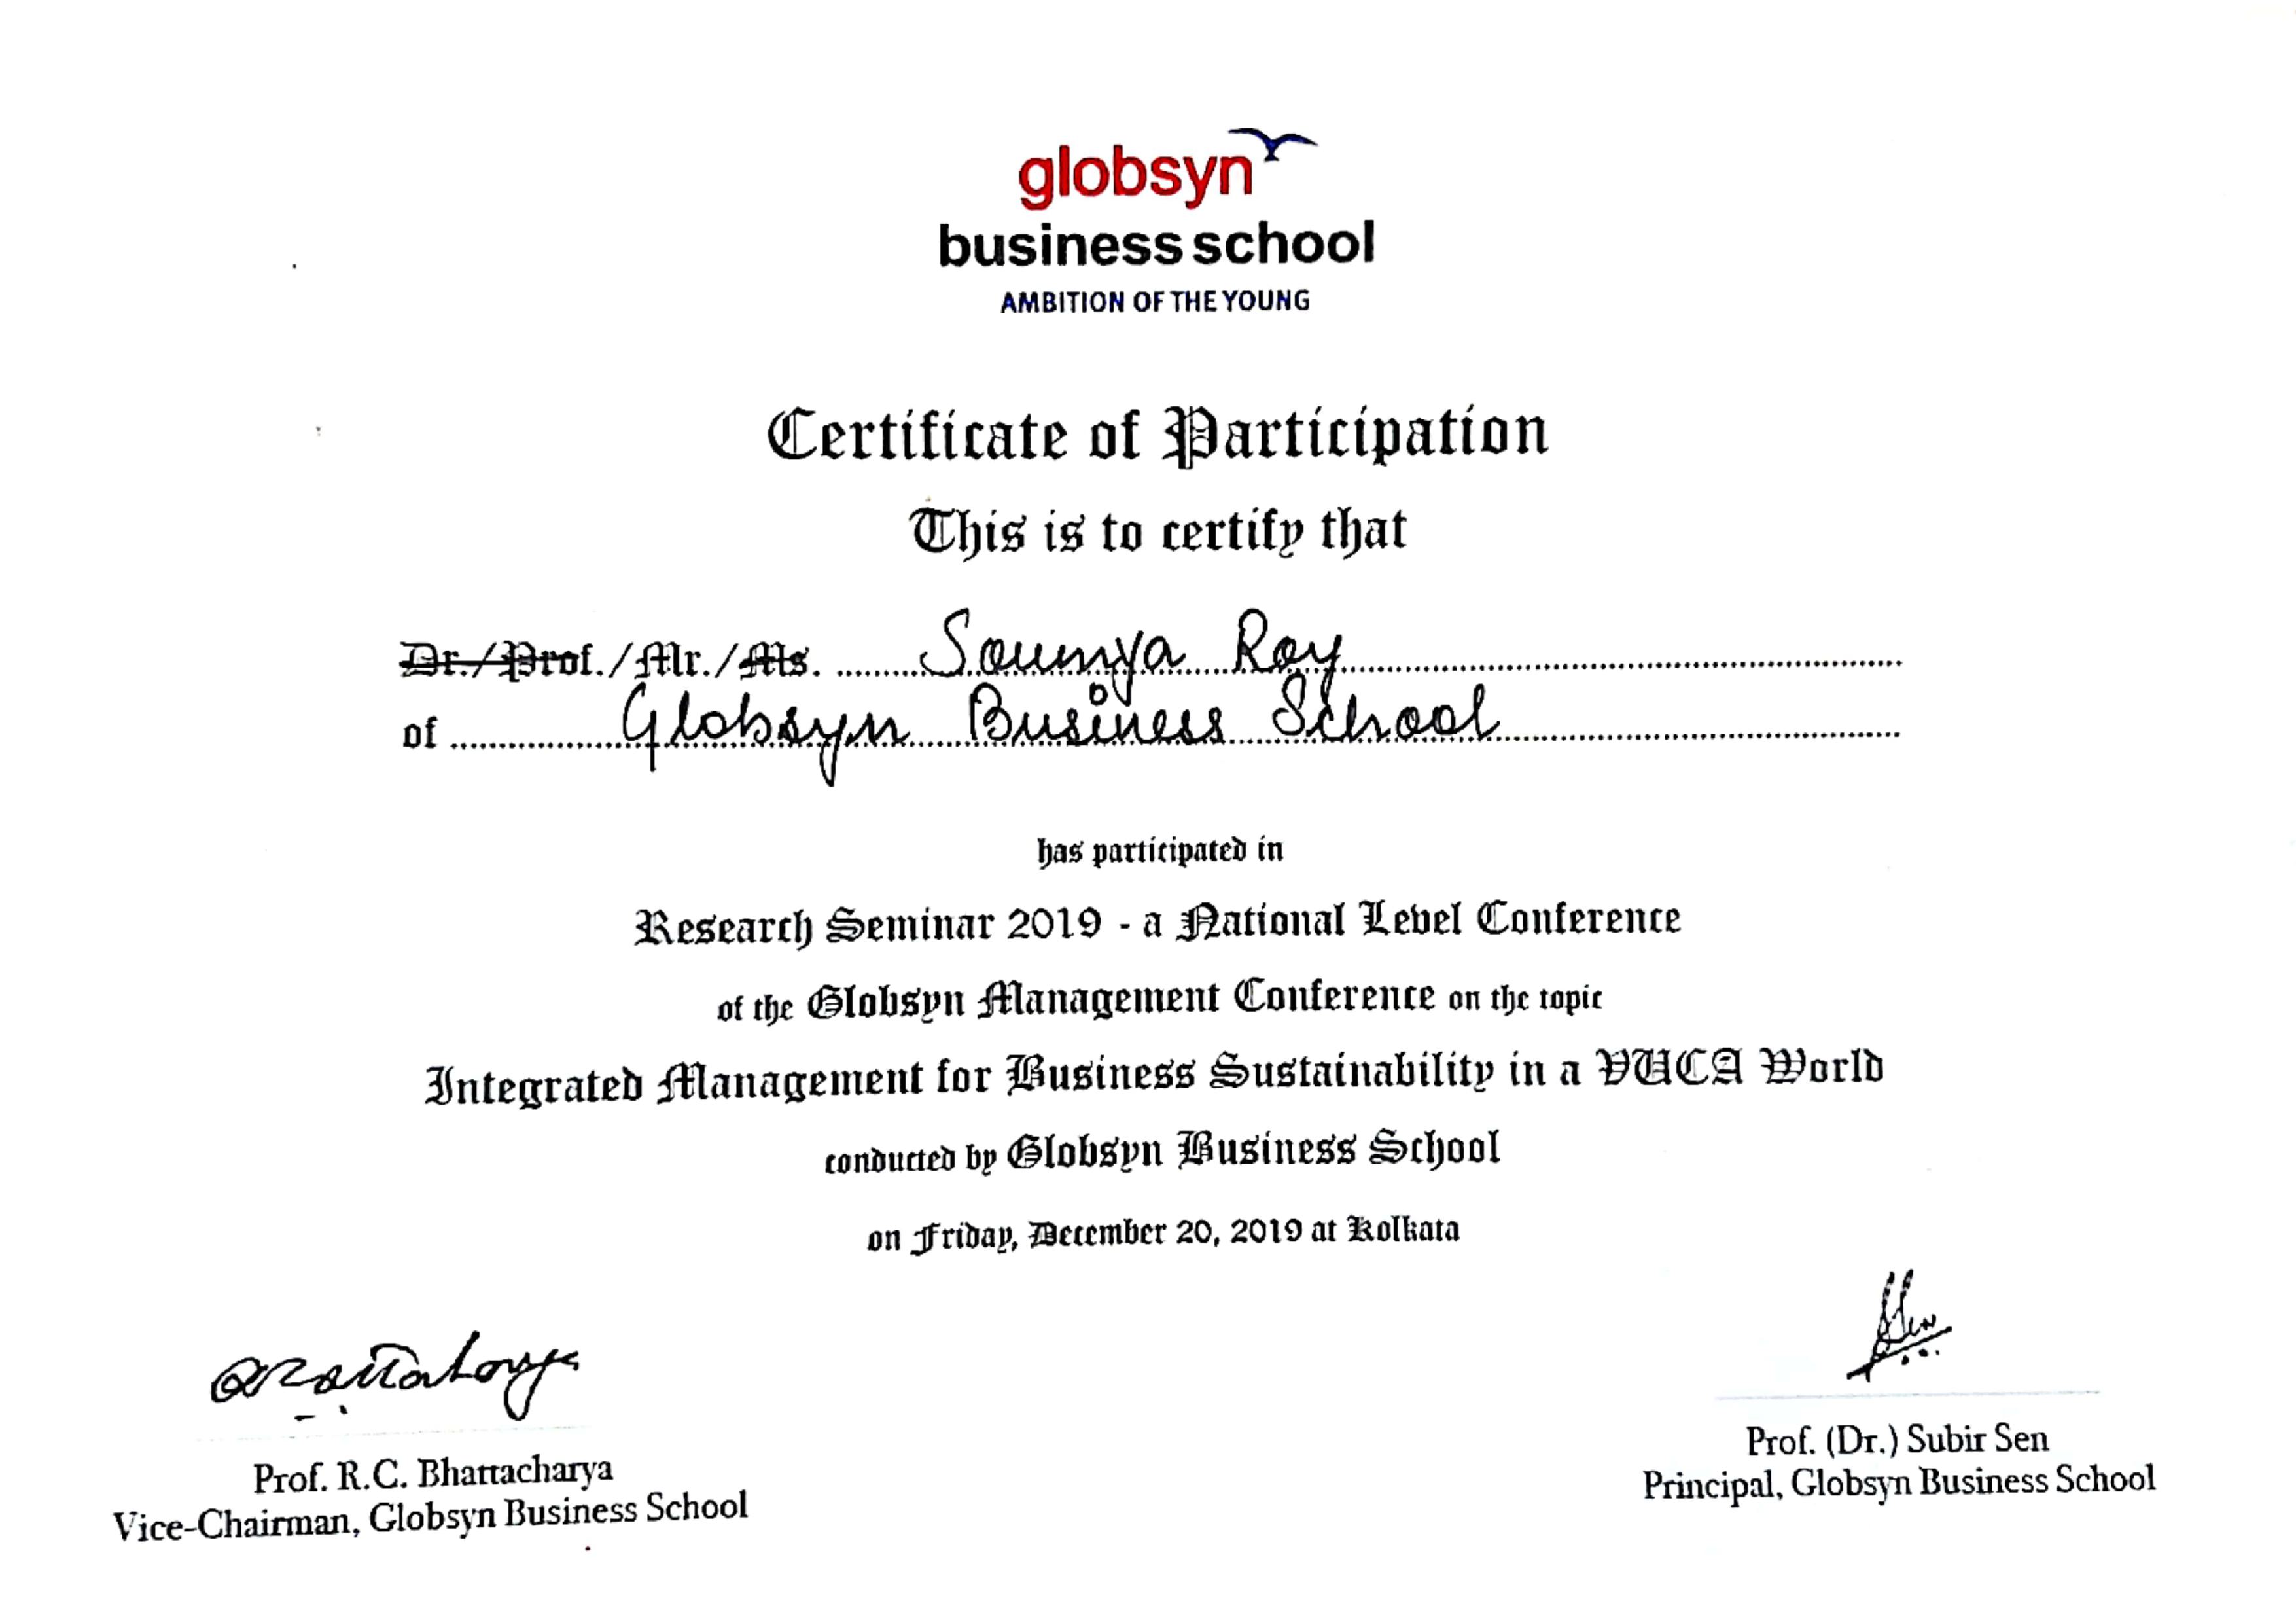 globsyn
business school
AMBITION OF THE YOUNG
Certificate of Participation
This is to certify that
Dr./Prof./Mr./Ms. Soumya Roy
of Globsyn Business School
has participated in
Research Seminar 2019 - a National Level Conference
of the Globsyn Management Conference on the topic
Integrated Management for Business Sustainability in a VUCA World
conducted by Globsyn Business School
on Friday, December 20, 2019 at Kolkata
Prof. R.C. Bhattacharya
Vice-Chairman, Globsyn Business School
Prof. (Dr.) Subir Sen
Principal, Globsyn Business School